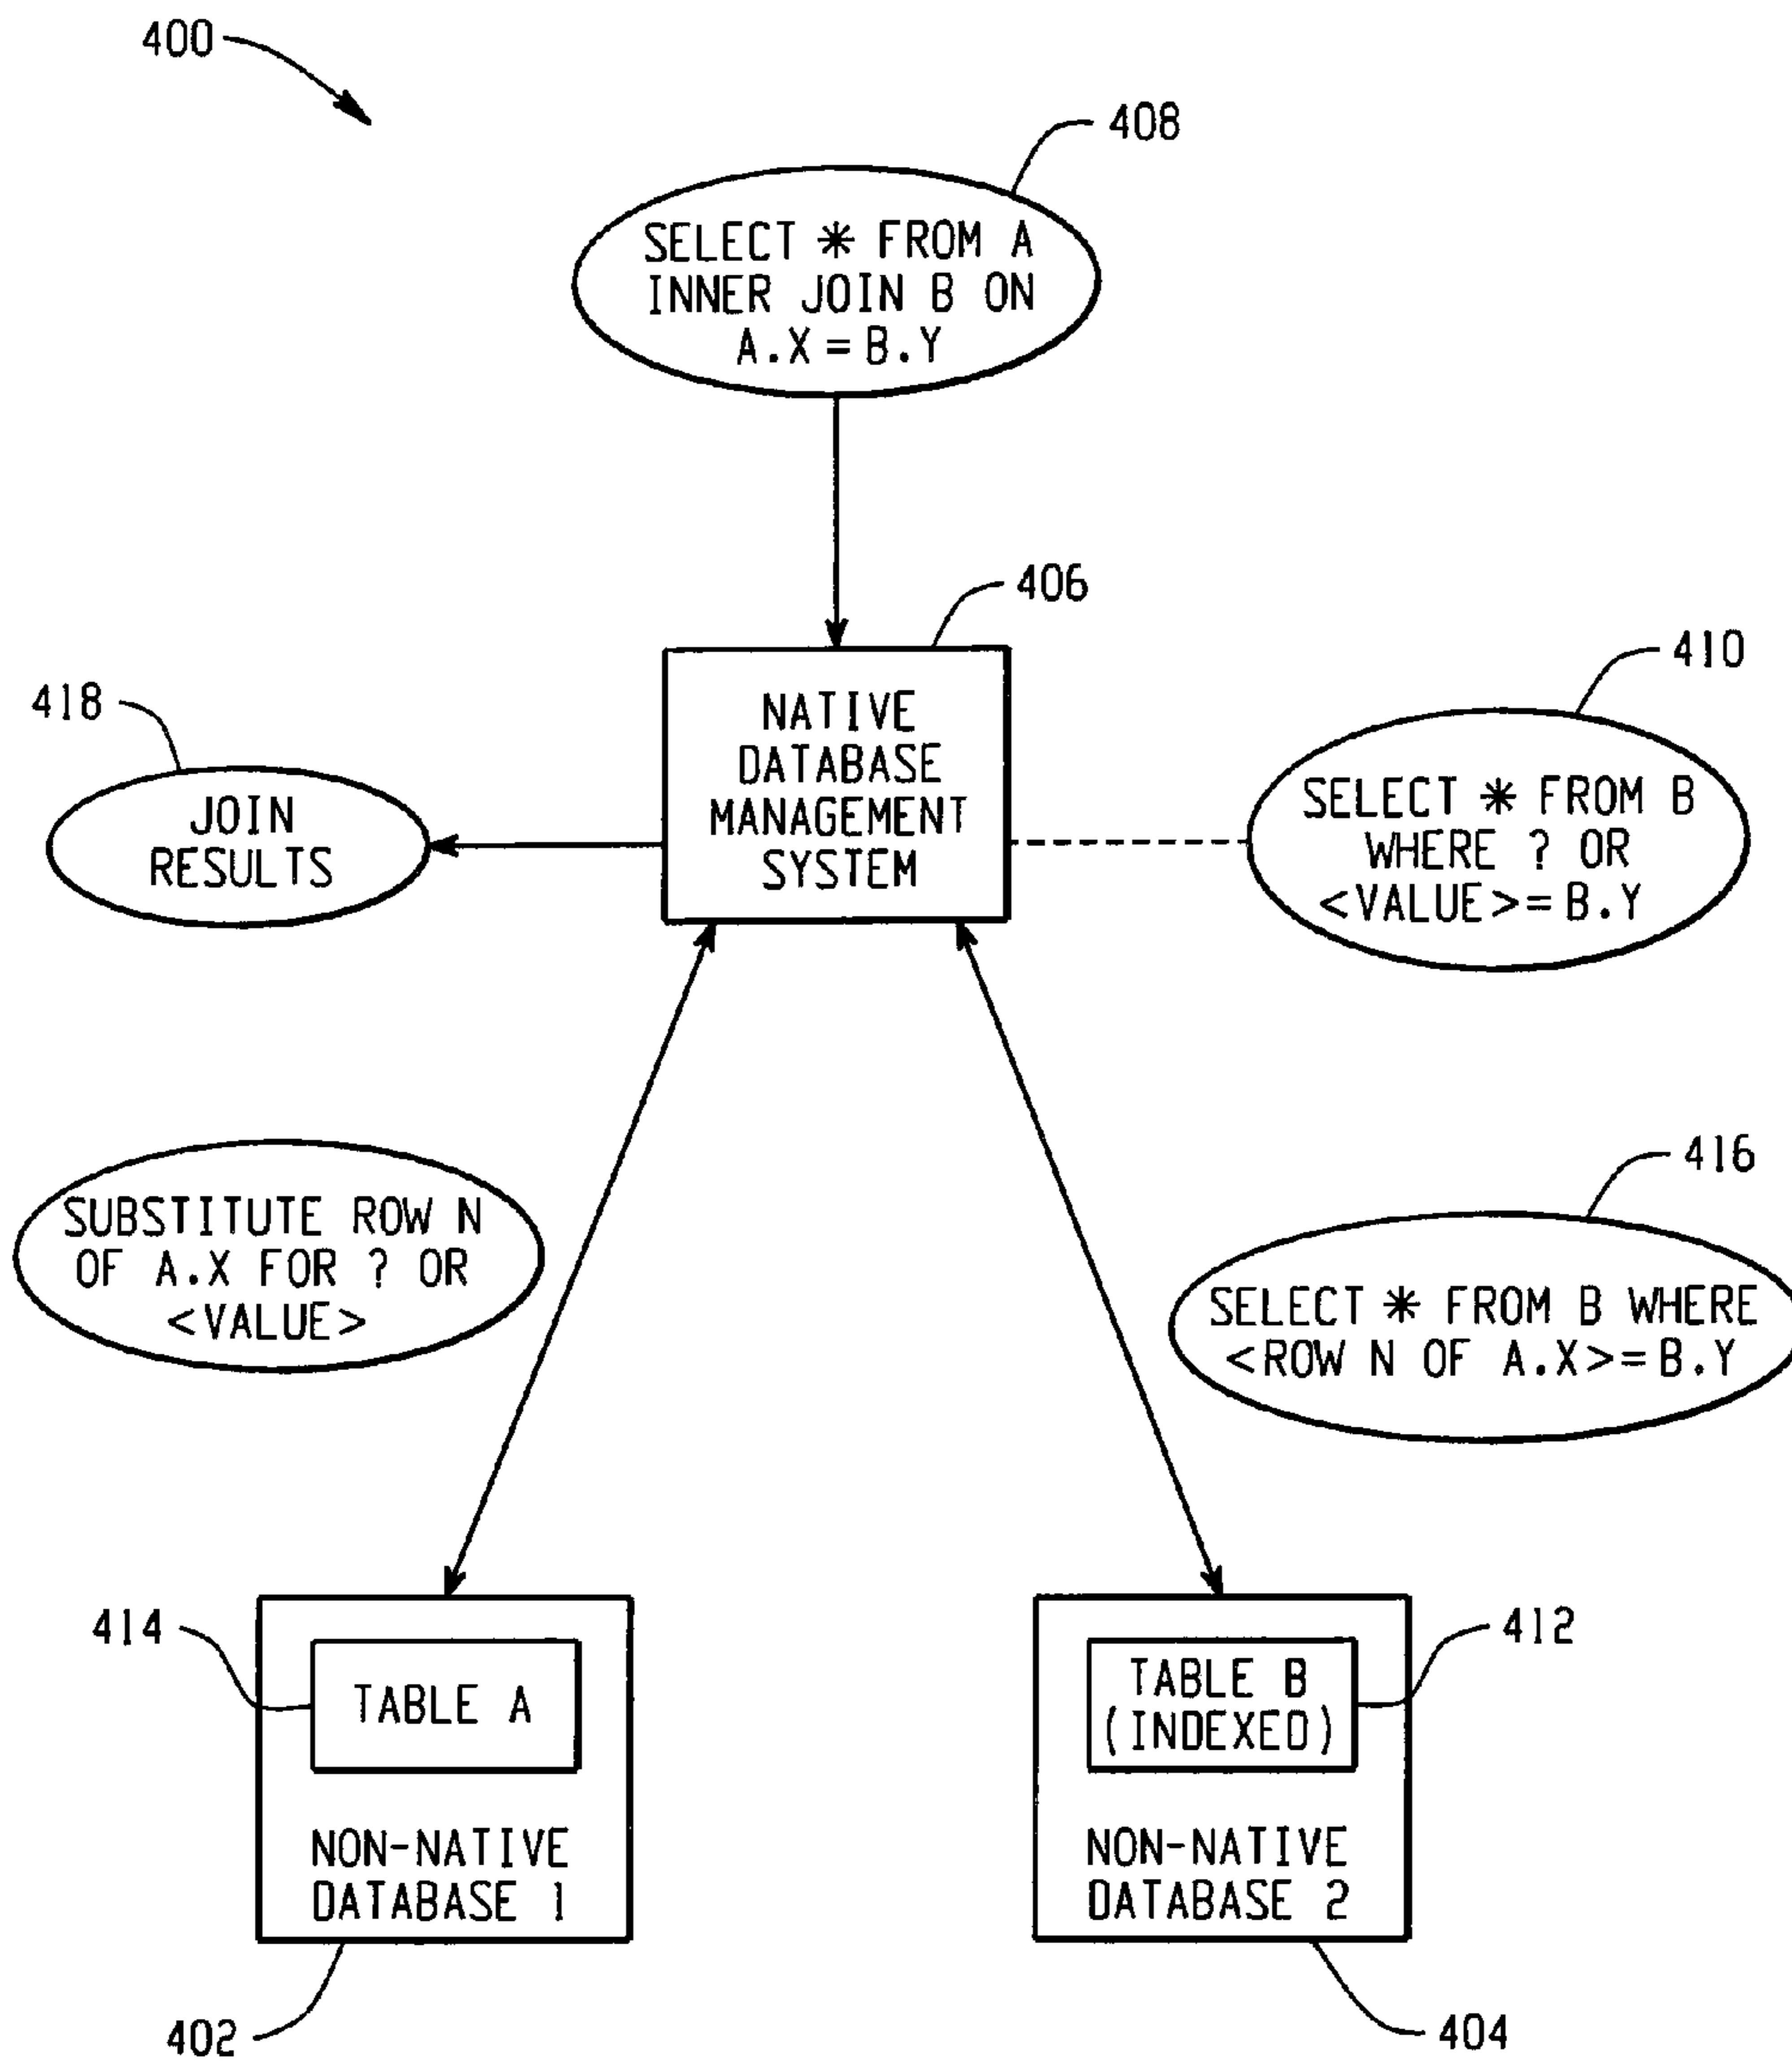 400
408
SELECT * FROM A
INNER JOIN B ON
A.X = B.Y
406
410
418
NATIVE
DATABASE
MANAGEMENT
SYSTEM
JOIN
RESULTS
SELECT * FROM B
WHERE ? OR
<VALUE>= B.Y
416
SUBSTITUTE ROW N
OF A.X FOR ? OR
<VALUE>
SELECT * FROM B WHERE
<ROW N OF A.X>= B.Y
414
TABLE A
412
TABLE B
(INDEXED)
NON-NATIVE
DATABASE 1
NON-NATIVE
DATABASE 2
402
404